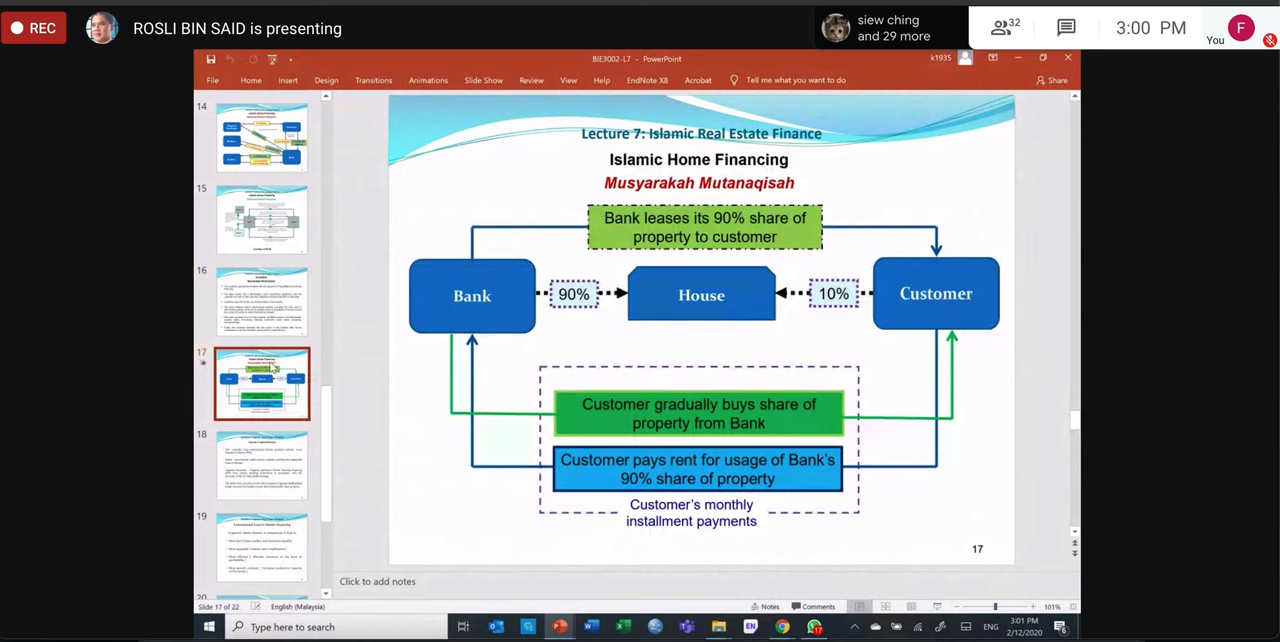 REC
ROSLI BIN SAID is presenting
siew ching
and 29 more
32
3:00 PM
You
F
BIE3002-L7 - PowerPoint
k1935
File Home Insert Design Transitions Animations Slide Show Review View Help EndNote X8 Acrobat Tell me what you want to do Share
14
15
16
17
18
19
20
Lecture 7: Islamic Real Estate Finance
Islamic Home Financing
Musyarakah Mutanaqisah
Bank leases its 90% share of
property to customer
Bank
90%
House
10%
Customer
Customer gradually buys share of
property from Bank
Customer pays rent for usage of Bank's
90% share of property
Customer's monthly
installment payments
17
Click to add notes
Slide 17 of 22 English (Malaysia) Notes Comments 101%
Type here to search
ENG
3:01 PM
2/12/2020